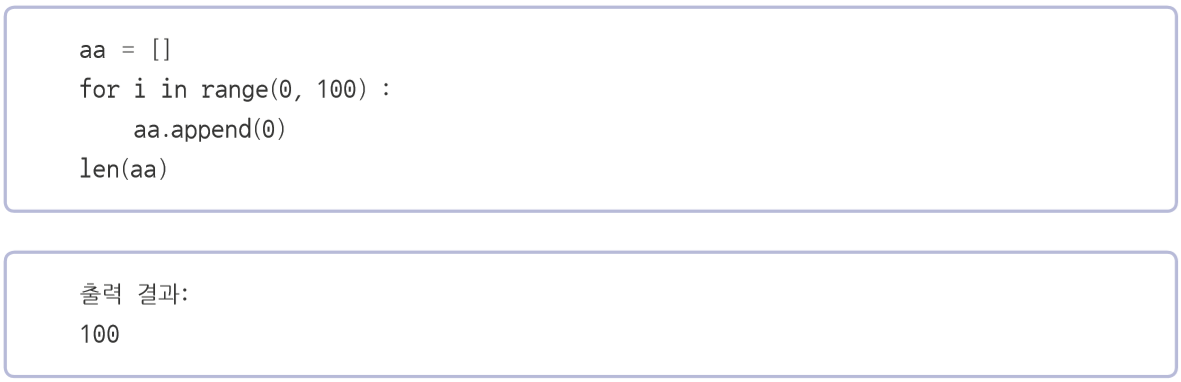 aa = []
for i in range(0, 100) :
    aa.append(0)
len(aa)
출력 결과:
100